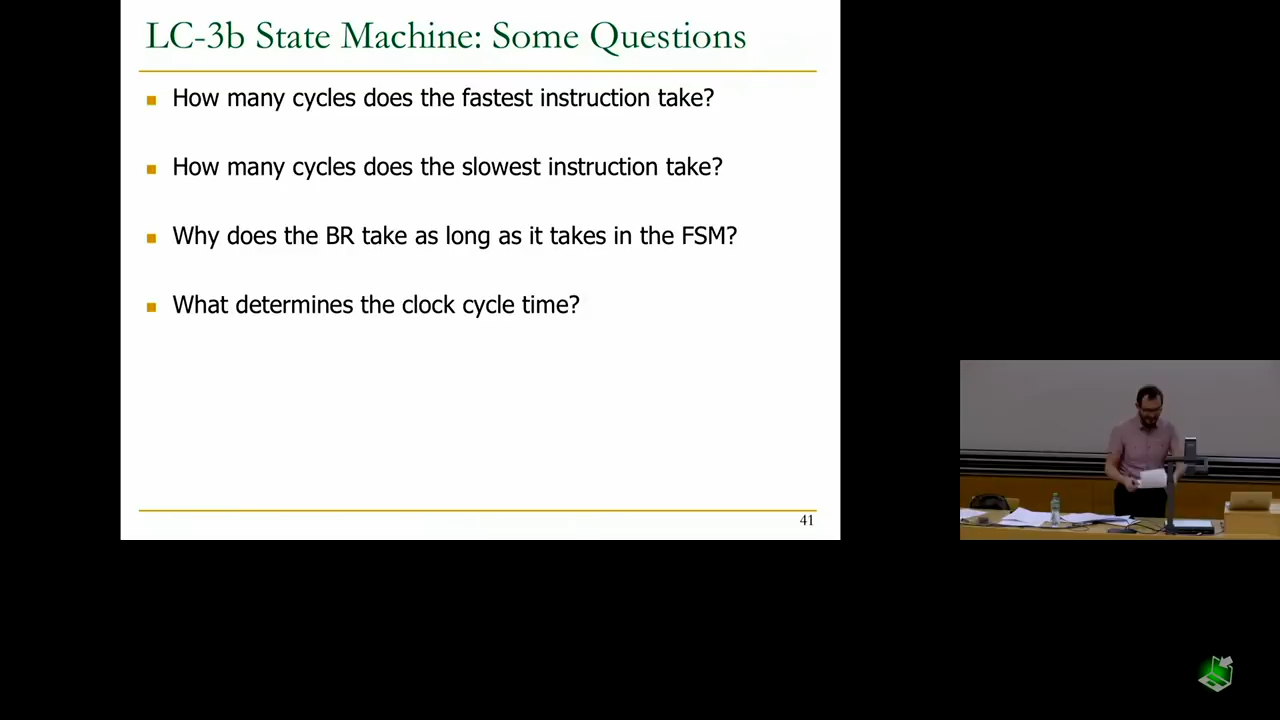 LC-3b State Machine: Some Questions
How many cycles does the fastest instruction take?
How many cycles does the slowest instruction take?
Why does the BR take as long as it takes in the FSM?
What determines the clock cycle time?
41